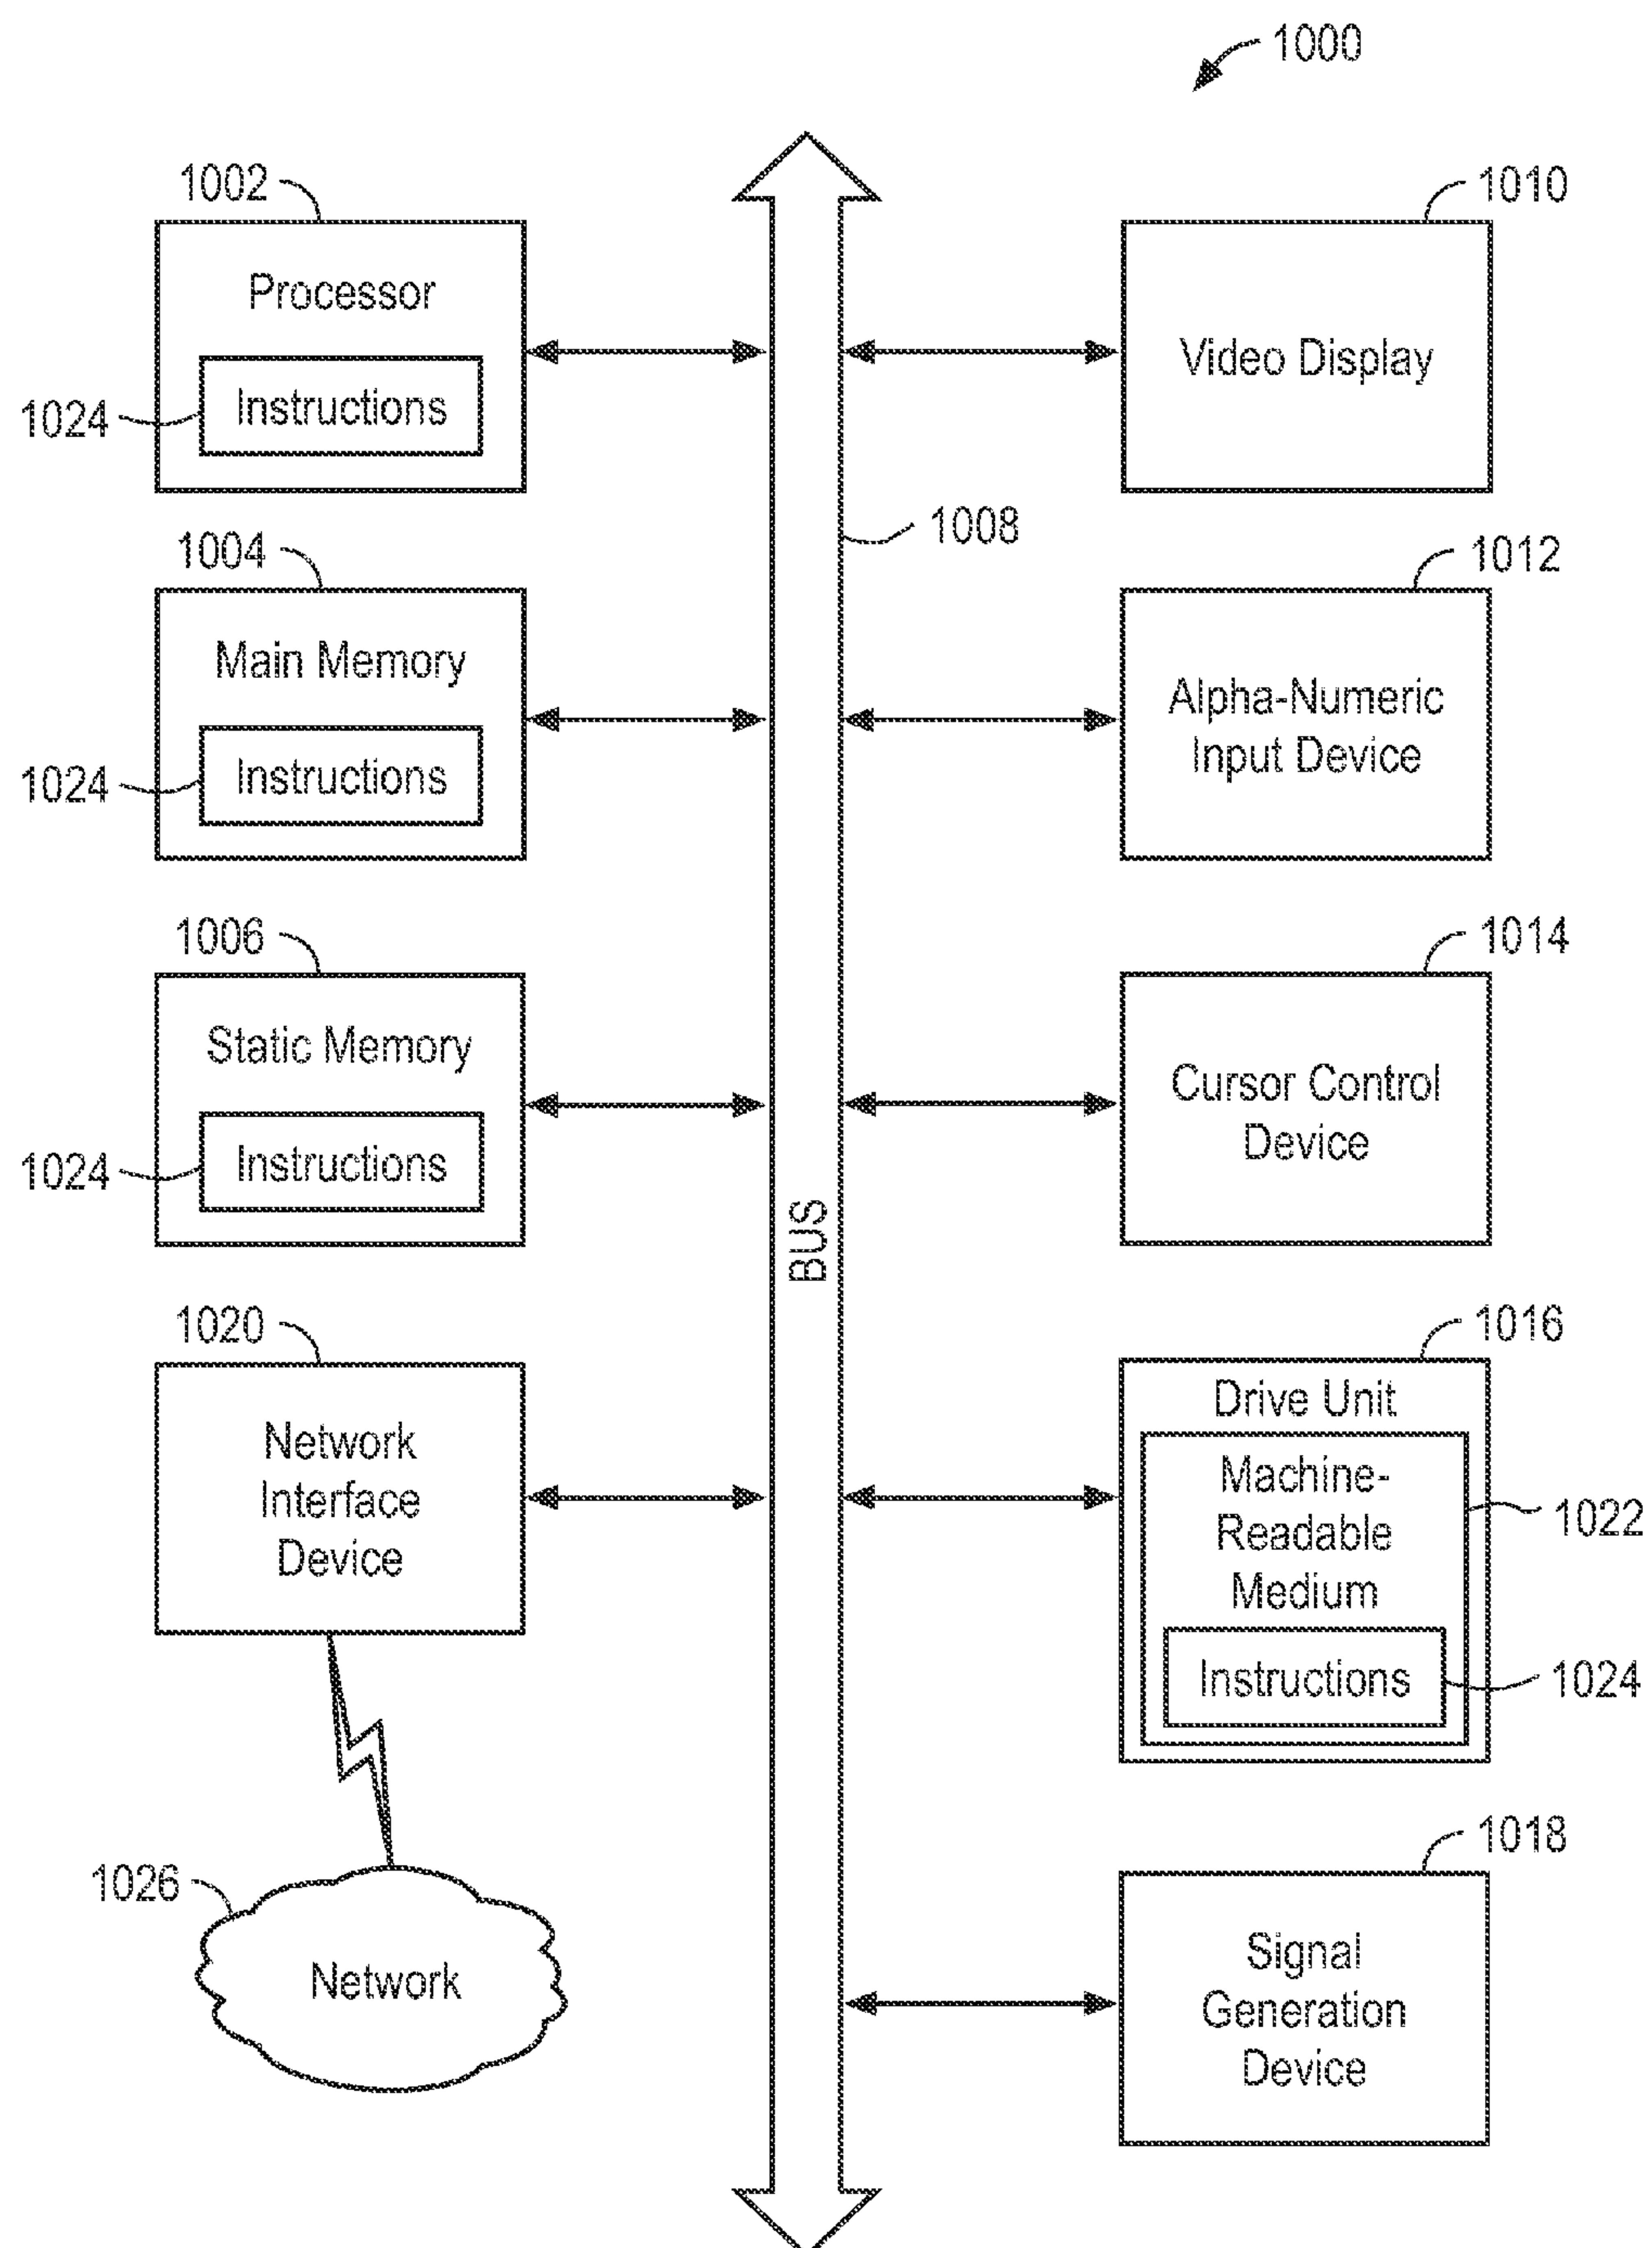 1000
1002
Processor
Instructions
1024
1004
Main Memory
Instructions
1024
1006
Static Memory
Instructions
1024
1020
Network
Interface
Device
1026
Network
BUS
1008
1010
Video Display
1012
Alpha-Numeric
Input Device
1014
Cursor Control
Device
1016
Drive Unit
Machine-
Readable
Medium
1022
Instructions
1024
1018
Signal
Generation
Device